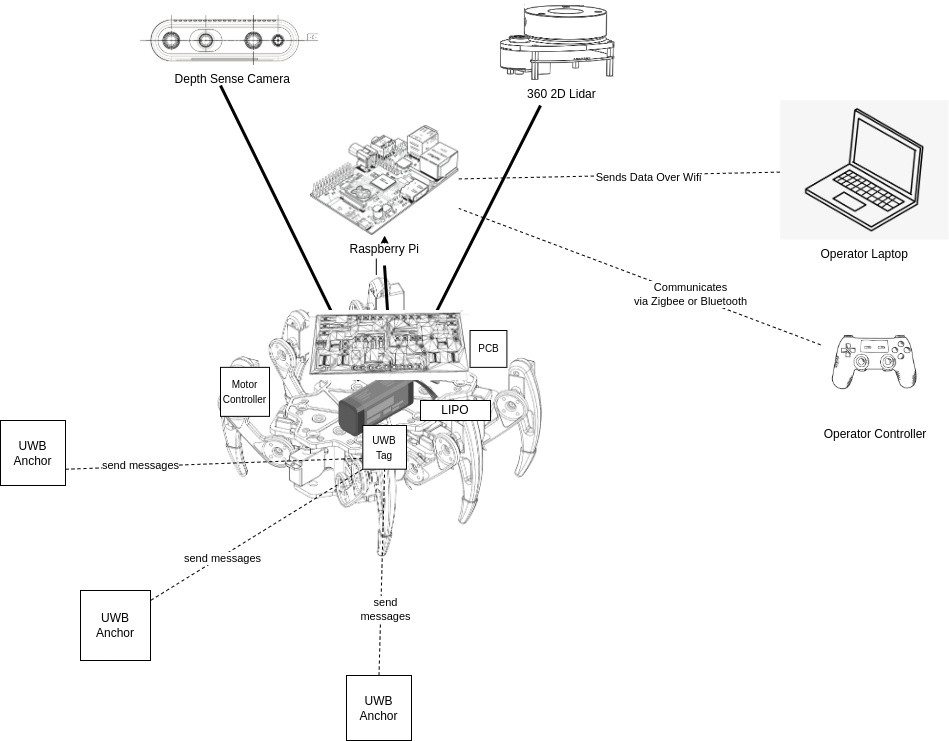 Depth Sense Camera
360 2D Lidar
Sends Data Over Wifi
Raspberry Pi
Operator Laptop
Communicates
via Zigbee or Bluetooth
PCB
Motor
Controller
LIPO
Operator Controller
UWB
Tag
UWB
Anchor
send messages
send messages
UWB
Anchor
send
messages
UWB
Anchor